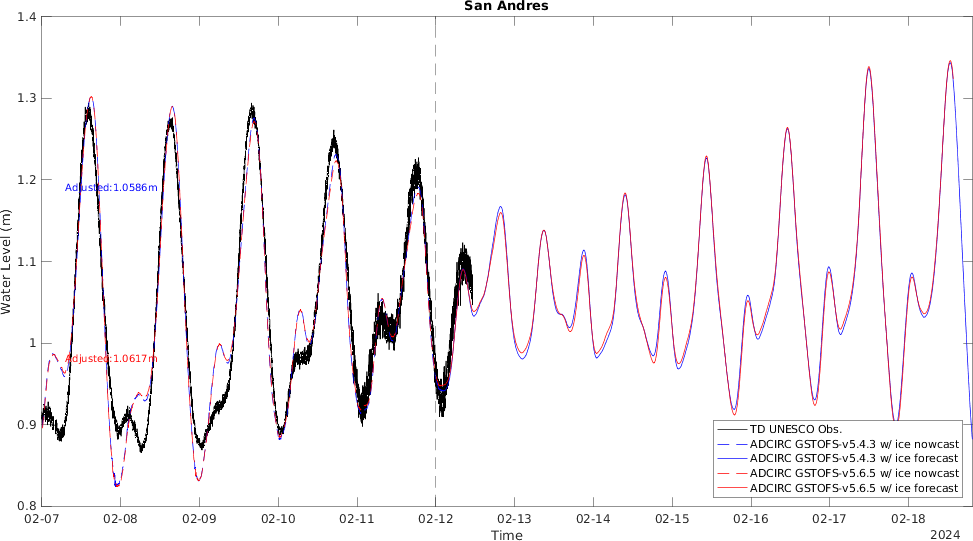 San Andres
1.4
1.3
1.2
1.1
1
0.9
0.8
Water Level (m)
Adjusted:1.0586m
Adjusted:1.0617m
TD UNESCO Obs.
ADCIRC GSTOFS-v5.4.3 w/ ice nowcast
ADCIRC GSTOFS-v5.4.3 w/ ice forecast
ADCIRC GSTOFS-v5.6.5 w/ ice nowcast
ADCIRC GSTOFS-v5.6.5 w/ ice forecast
02-07 02-08 02-09 02-10 02-11 02-12 02-13 02-14 02-15 02-16 02-17 02-18
Time
2024